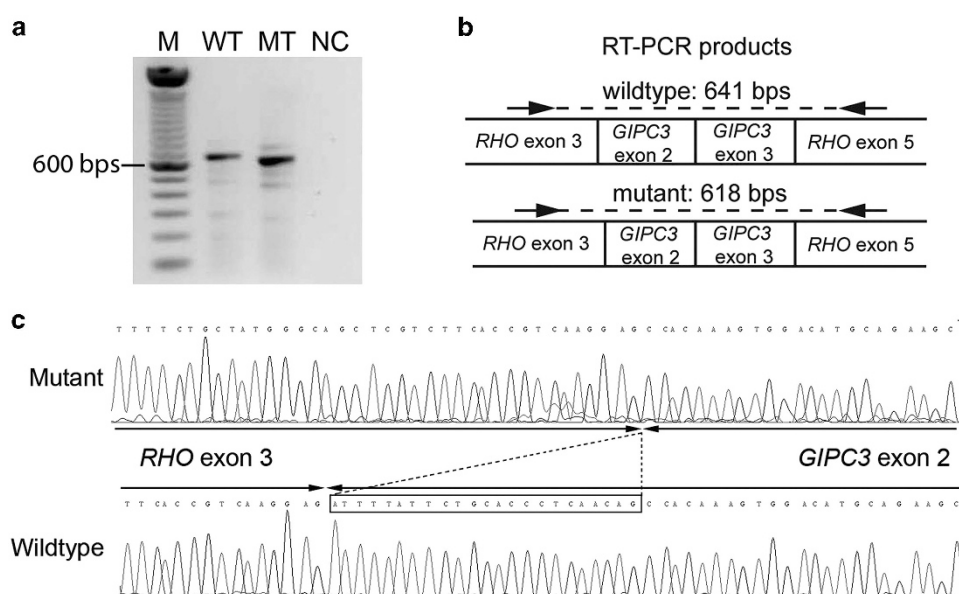 a
M WT MT NC
600 bps
b
RT-PCR products
wildtype: 641 bps
RHO exon 3
GIPC3
exon 2
GIPC3
exon 3
RHO exon 5
mutant: 618 bps
RHO exon 3
GIPC3
exon 2
GIPC3
exon 3
RHO exon 5
c
TTTTCTGCTATGGGCAGCTCGTCTTCACCGTCAAGGAGCCACAAAGTGGACATGCAGAAGCT
Mutant
RHO exon 3
GIPC3 exon 2
TTCACCGTCAAGGAGATTTTATTCTGCACCCTCAACAGCCACAAAGTGGACATGCAGAAGC
Wildtype